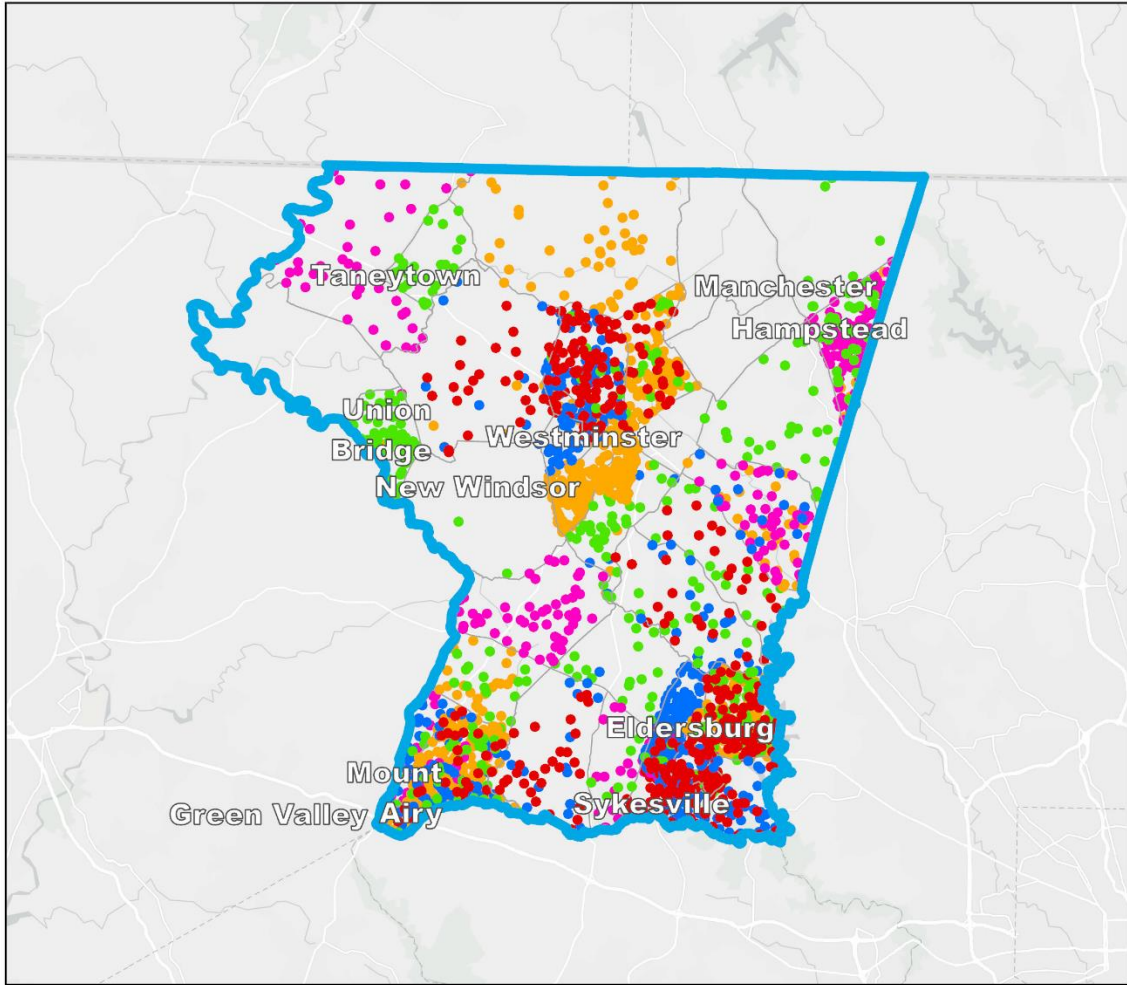 Taneytown
Manchester
Hampstead
Union
Bridge
Westminster
New Windsor
Eldersburg
Mount
Airy
Green Valley
Sykesville